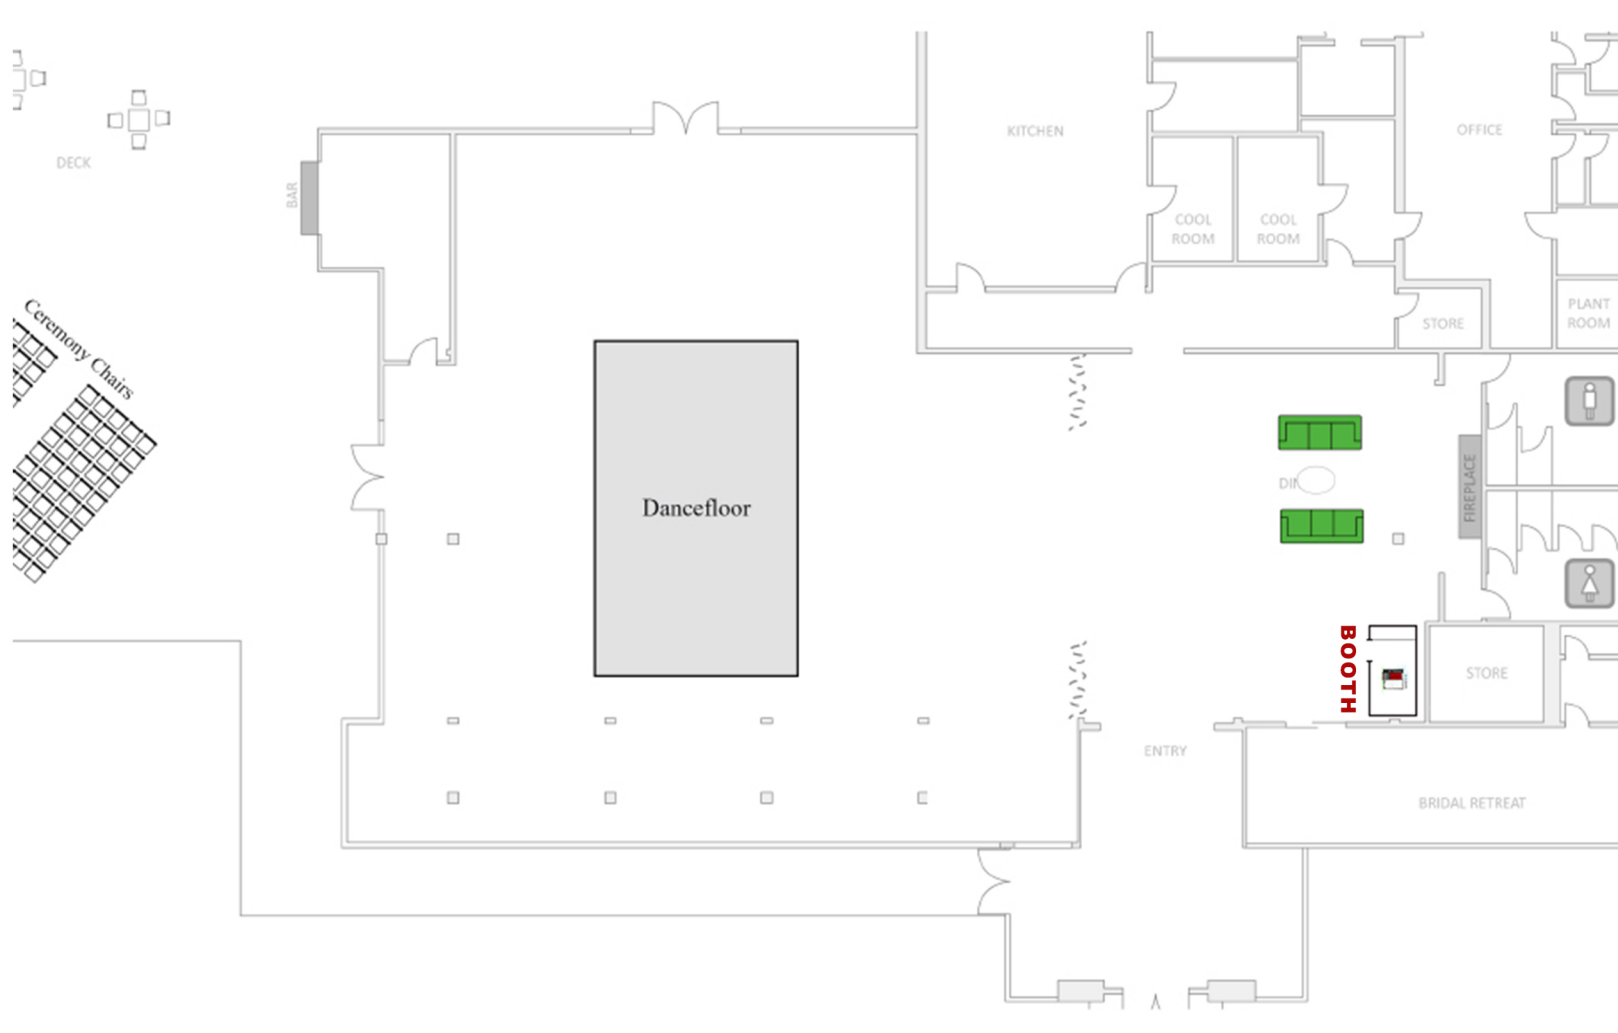 KITCHEN
OFFICE
DECK
BAR
COOL
ROOM
COOL
ROOM
PLANT
ROOM
STORE
Ceremony Chairs
Dancefloor
FIREPLACE
BOOTH
STORE
ENTRY
BRIDAL RETREAT